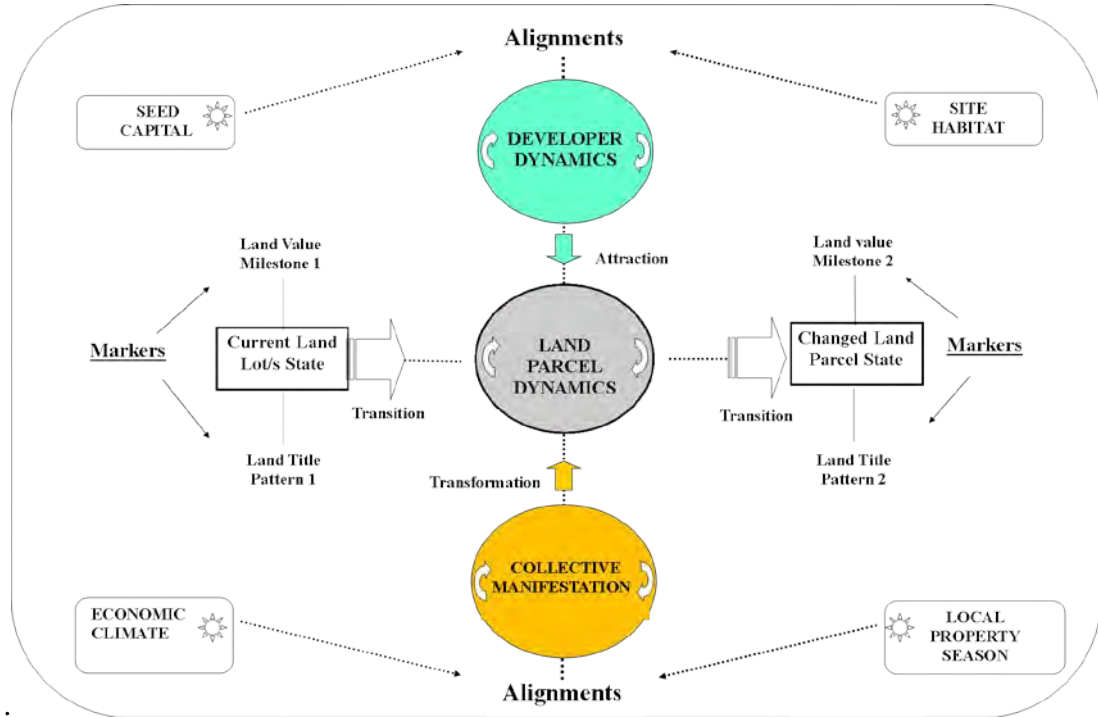 Alignments
SEED
CAPITAL
SITE
HABITAT
DEVELOPER
DYNAMICS
Land Value
Milestone 1
Attraction
Land value
Milestone 2
Markers
Current Land
Lot/s State
LAND
PARCEL
DYNAMICS
Changed Land
Parcel State
Markers
Transition
Transition
Land Title
Pattern 1
Transformation
Land Title
Pattern 2
COLLECTIVE
MANIFESTATION
ECONOMIC
CLIMATE
LOCAL
PROPERTY
SEASON
Alignments
.